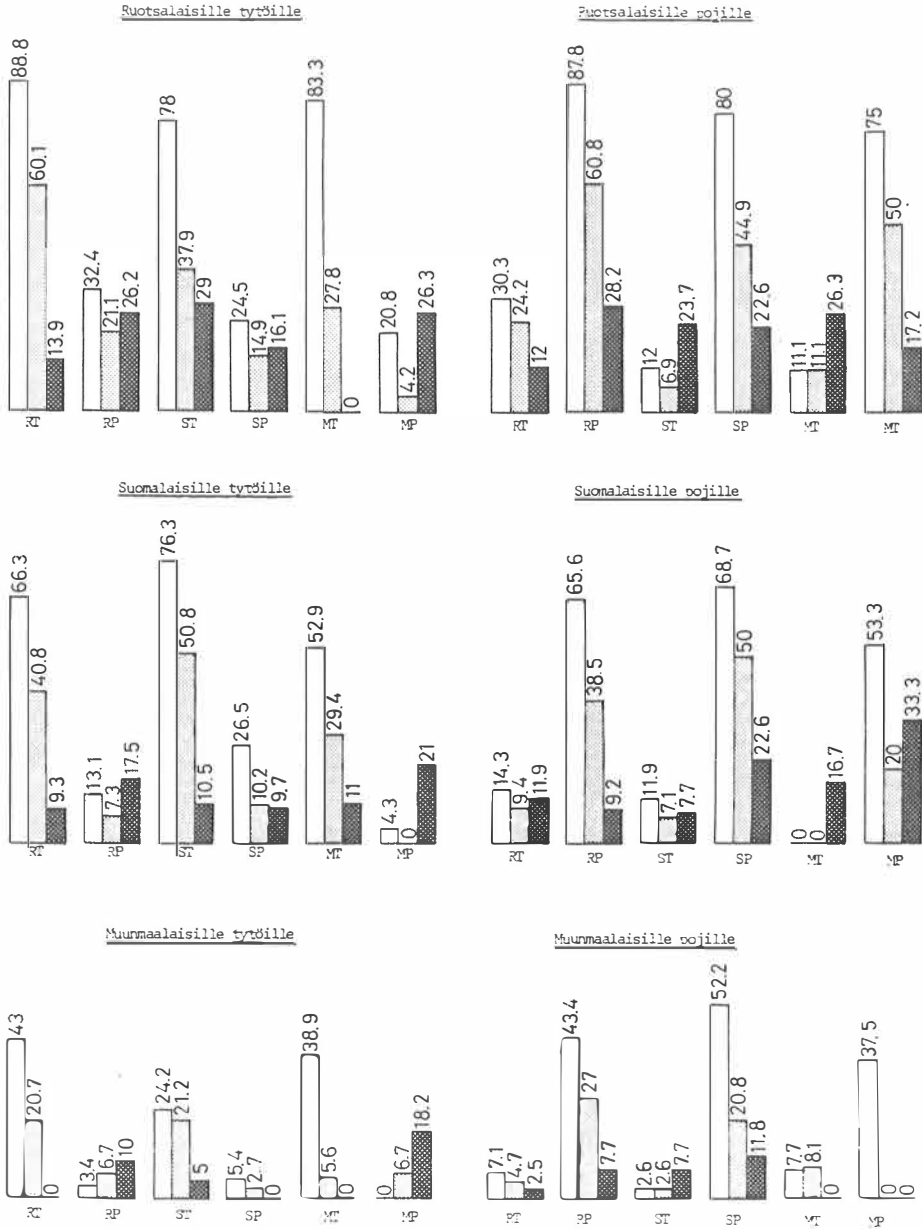 Ruotsalaisille tytöille
88.8 60.1 13.9 32.4 21.1 26.2 78 37.9 29 24.5 14.9 16.1 83.3 27.8 0 20.8 4.2 26.3
RT RP ST SP MT MP
Ruotsalaisille pojille
30.3 24.2 12 87.8 60.8 28.2 12 6.9 23.7 80 44.9 22.6 11.1 11.1 26.3 75 50 17.2
RT RP ST SP MT MT
Suomalaisille tytöille
66.3 40.8 9.3 13.1 7.3 17.5 76.3 50.8 10.5 26.5 10.2 9.7 52.9 29.4 11 4.3 0 21
RT RP ST SP MT MP
Suomalaisille pojille
14.3 9.4 11.9 65.6 38.5 9.2 11.9 7.1 7.7 68.7 50 22.6 0 0 16.7 53.3 20 33.3
RT RP ST SP MT MP
Muunmaalaisille tytöille
43 20.7 0 3.4 6.7 10 24.2 21.2 5 5.4 2.7 0 38.9 5.6 0 0 6.7 18.2
RT RP ST SP MT MP
Muunmaalaisille pojille
7.1 4.7 2.5 43.4 27 7.7 2.6 2.6 7.7 52.2 20.8 11.8 7.7 8.1 0 37.5 0 0
RT RP ST SP MT MP